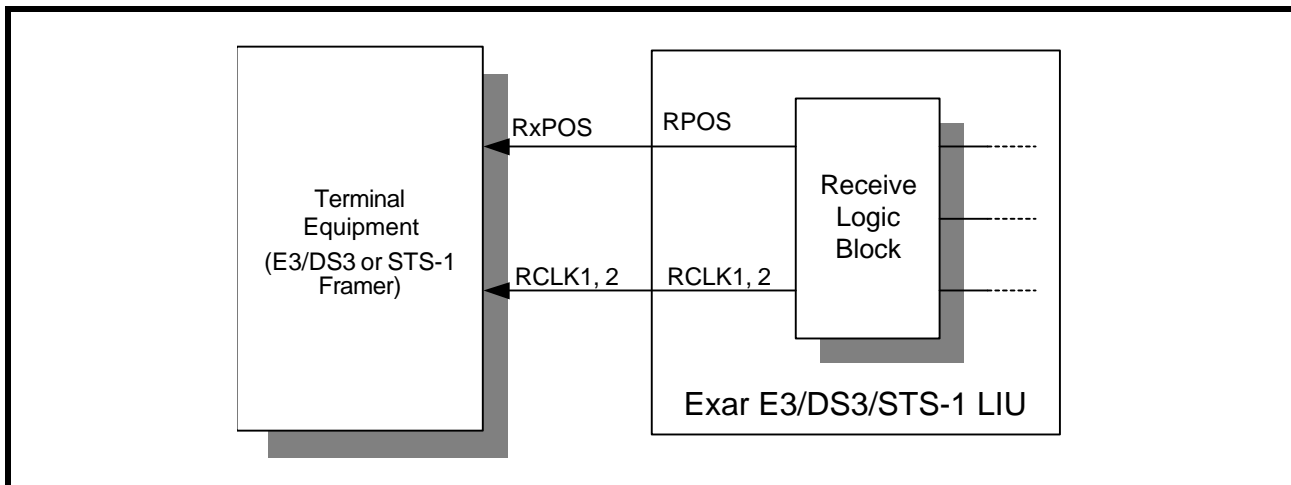 RxPOS
RPOS
Terminal
Equipment
(E3/DS3 or STS-1
Framer)
Receive
Logic
Block
RCLK1, 2
RCLK1, 2
Exar E3/DS3/STS-1 LIU